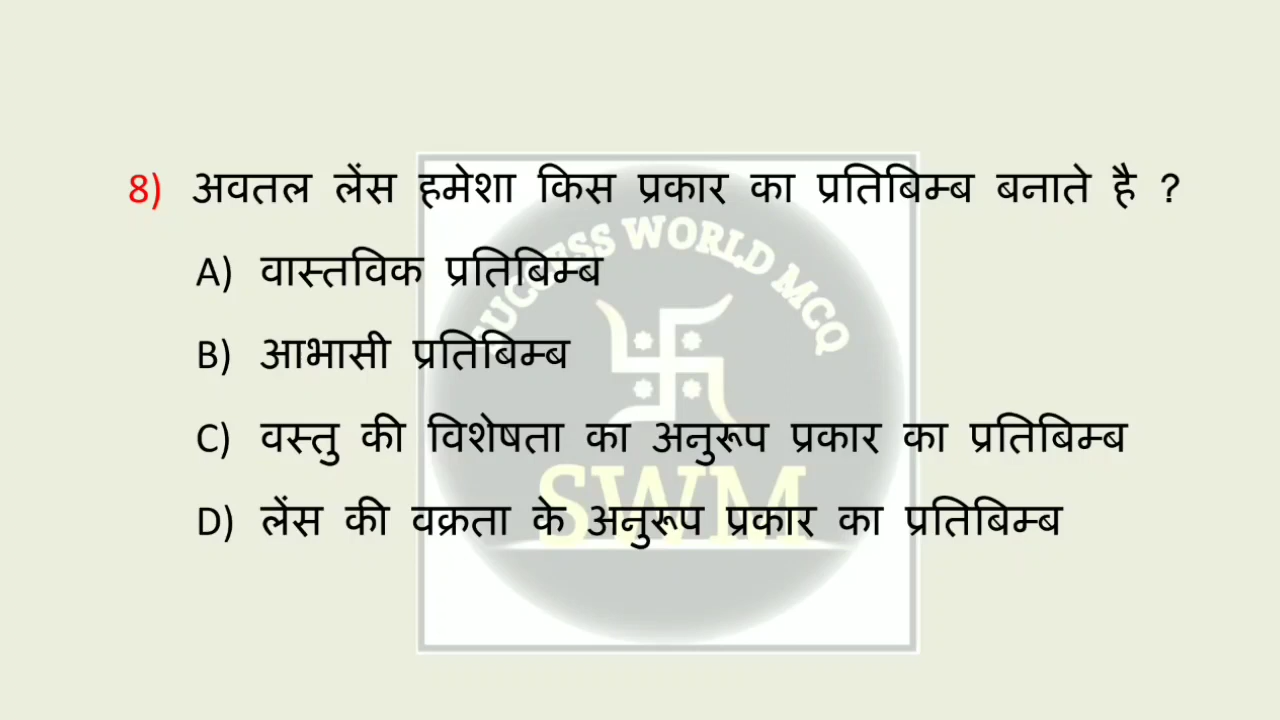 8) अवतल लेंस हमेशा किस प्रकार का प्रतिबिम्ब बनाते है ?
A) वास्तविक प्रतिबिम्ब
B) आभासी प्रतिबिम्ब
C) वस्तु की विशेषता का अनुरूप प्रकार का प्रतिबिम्ब
D) लेंस की वक्रता के अनुरूप प्रकार का प्रतिबिम्ब
SUCCESS WORLD MCQ
SWM